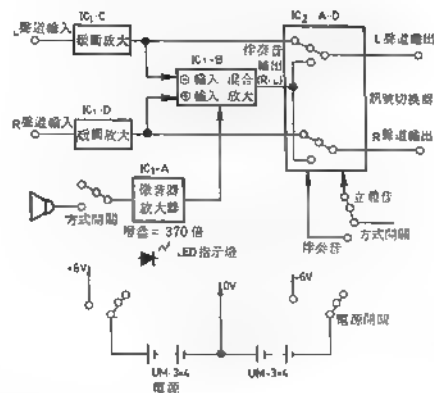 IC₁-C
IC₂ A-D
L聲道輸入
緩衝放大
伴奏音
輸出
(R-L)
L聲道輸出
IC₁-B
⊖輸入 混合
⊕輸入 放大
訊號切換器
IC₁-D
R聲道輸入
緩衝放大
R聲道輸出
IC₁-A
微音器
放大器
方式開關
增益 = 370 倍
立體音
方式開關
伴奏音
LED指示燈
+6V
0V
-6V
電源開關
UM-3×4
電源
UM-3×4